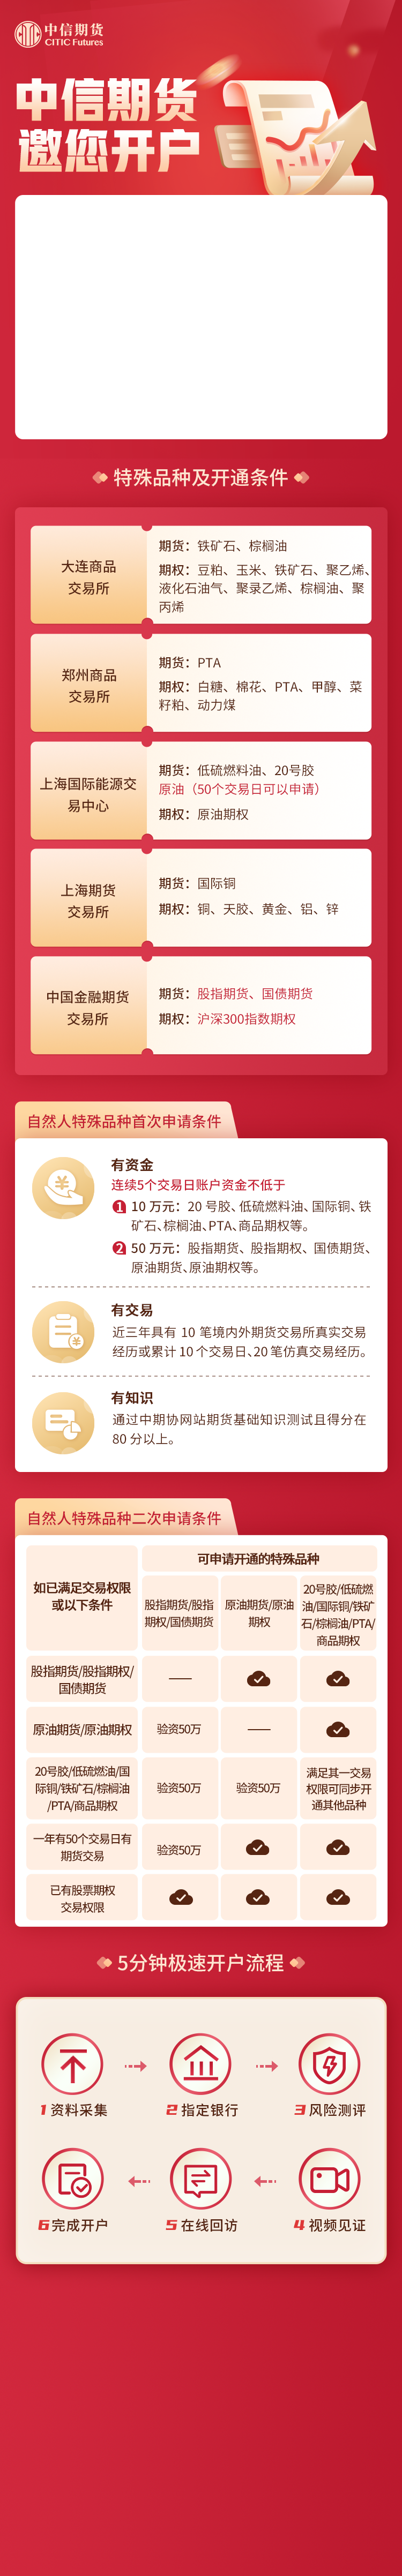 中信期货
CITIC Futures
中信期货
邀您开户
特殊品种及开通条件
大连商品
交易所
期货：铁矿石、棕榈油
期权：豆粕、玉米、铁矿石、聚乙烯、
液化石油气、聚录乙烯、棕榈油、聚
丙烯
郑州商品
交易所
期货：PTA
期权：白糖、棉花、PTA、甲醇、菜
籽粕、动力煤
上海国际能源交
易中心
期货：低硫燃料油、20号胶
原油（50个交易日可以申请）
期权：原油期权
上海期货
交易所
期货：国际铜
期权：铜、天胶、黄金、铝、锌
中国金融期货
交易所
期货：股指期货、国债期货
期权：沪深300指数期权
自然人特殊品种首次申请条件
有资金
连续5个交易日账户资金不低于
1 10 万元：20 号胶、低硫燃料油、国际铜、铁
矿石、棕榈油、PTA、商品期权等。
2 50 万元：股指期货、股指期权、国债期货、
原油期货、原油期权等。
有交易
近三年具有 10 笔境内外期货交易所真实交易
经历或累计 10 个交易日、20 笔仿真交易经历。
有知识
通过中期协网站期货基础知识测试且得分在
80 分以上。
自然人特殊品种二次申请条件
如已满足交易权限
或以下条件
可申请开通的特殊品种
股指期货/股指
期权/国债期货
原油期货/原油
期权
20号胶/低硫燃
油/国际铜/铁矿
石/棕榈油/PTA/
商品期权
股指期货/股指期权/
国债期货
——
原油期货/原油期权
验资50万
——
20号胶/低硫燃油/国
际铜/铁矿石/棕榈油
/PTA/商品期权
验资50万
验资50万
满足其一交易
权限可同步开
通其他品种
一年有50个交易日有
期货交易
验资50万
已有股票期权
交易权限
5分钟极速开户流程
1 资料采集
2 指定银行
3 风险测评
6 完成开户
5 在线回访
4 视频见证